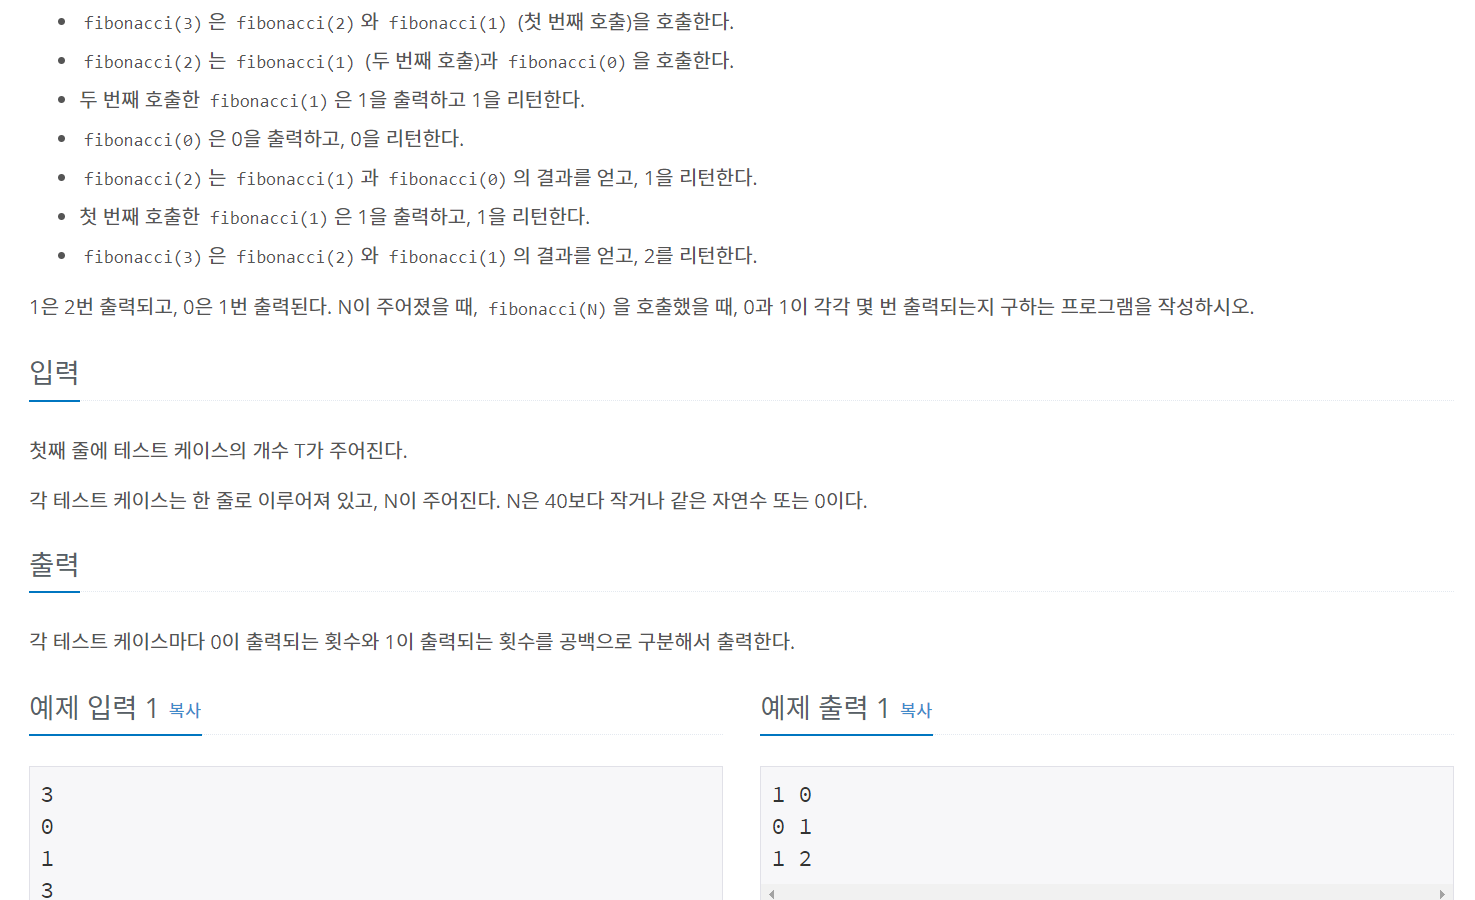 fibonacci(3) 은 fibonacci(2) 와 fibonacci(1) (첫 번째 호출)을 호출한다.
fibonacci(2) 는 fibonacci(1) (두 번째 호출)과 fibonacci(0) 을 호출한다.
두 번째 호출한 fibonacci(1) 은 1을 출력하고 1을 리턴한다.
fibonacci(0) 은 0을 출력하고, 0을 리턴한다.
fibonacci(2) 는 fibonacci(1) 과 fibonacci(0) 의 결과를 얻고, 1을 리턴한다.
첫 번째 호출한 fibonacci(1) 은 1을 출력하고, 1을 리턴한다.
fibonacci(3) 은 fibonacci(2) 와 fibonacci(1) 의 결과를 얻고, 2를 리턴한다.
1은 2번 출력되고, 0은 1번 출력된다. N이 주어졌을 때, fibonacci(N) 을 호출했을 때, 0과 1이 각각 몇 번 출력되는지 구하는 프로그램을 작성하시오.
입력
첫째 줄에 테스트 케이스의 개수 T가 주어진다.
각 테스트 케이스는 한 줄로 이루어져 있고, N이 주어진다. N은 40보다 작거나 같은 자연수 또는 0이다.
출력
각 테스트 케이스마다 0이 출력되는 횟수와 1이 출력되는 횟수를 공백으로 구분해서 출력한다.
예제 입력 1 복사
3
0
1
3
예제 출력 1 복사
1 0
0 1
1 2